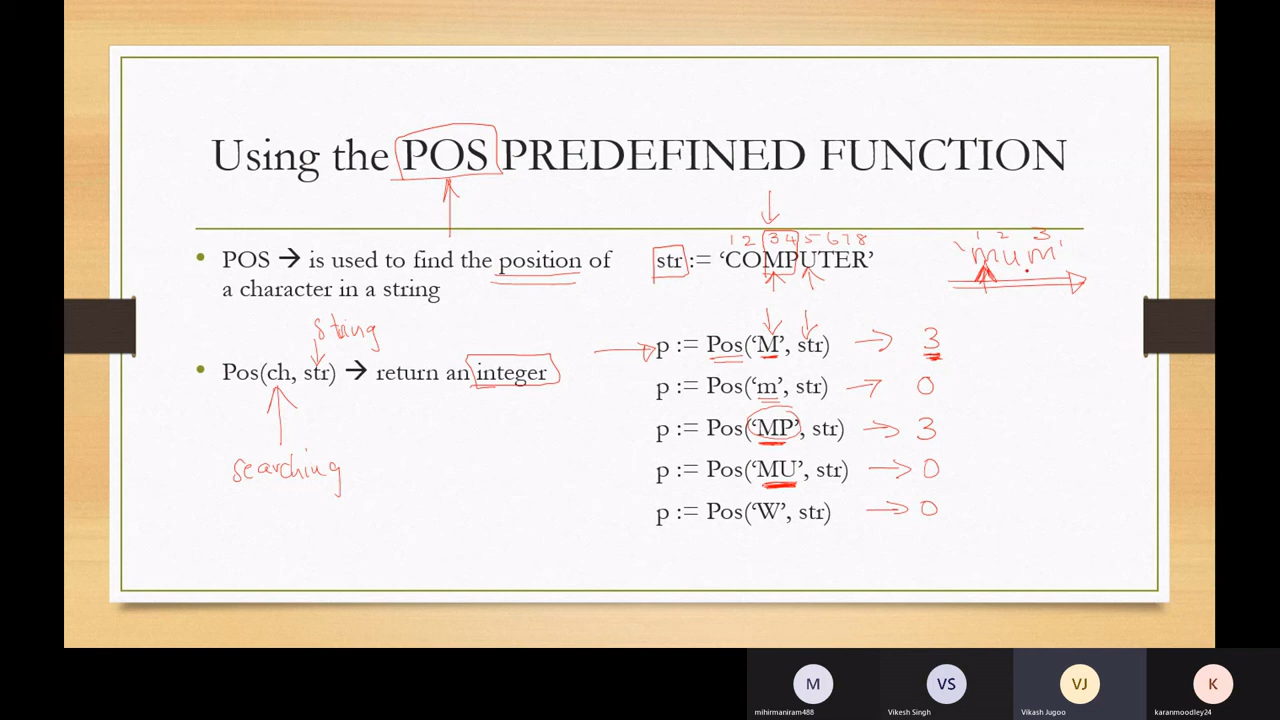 Using the POS PREDEFINED FUNCTION
• POS → is used to find the position of
a character in a string
string
• Pos(ch, str) → return an integer
searching
1 2 3 4 5 6 7 8
str := ‘COMPUTER’
p := Pos(‘M’, str) → 3
p := Pos(‘m’, str) → 0
p := Pos(‘MP’, str) → 3
p := Pos(‘MU’, str) → 0
p := Pos(‘W’, str) → 0
1 2 3
‘mum’
M
mihirmaniram488
VS
Vikesh Singh
VJ
Vikash Jugoo
K
karanmoodley24